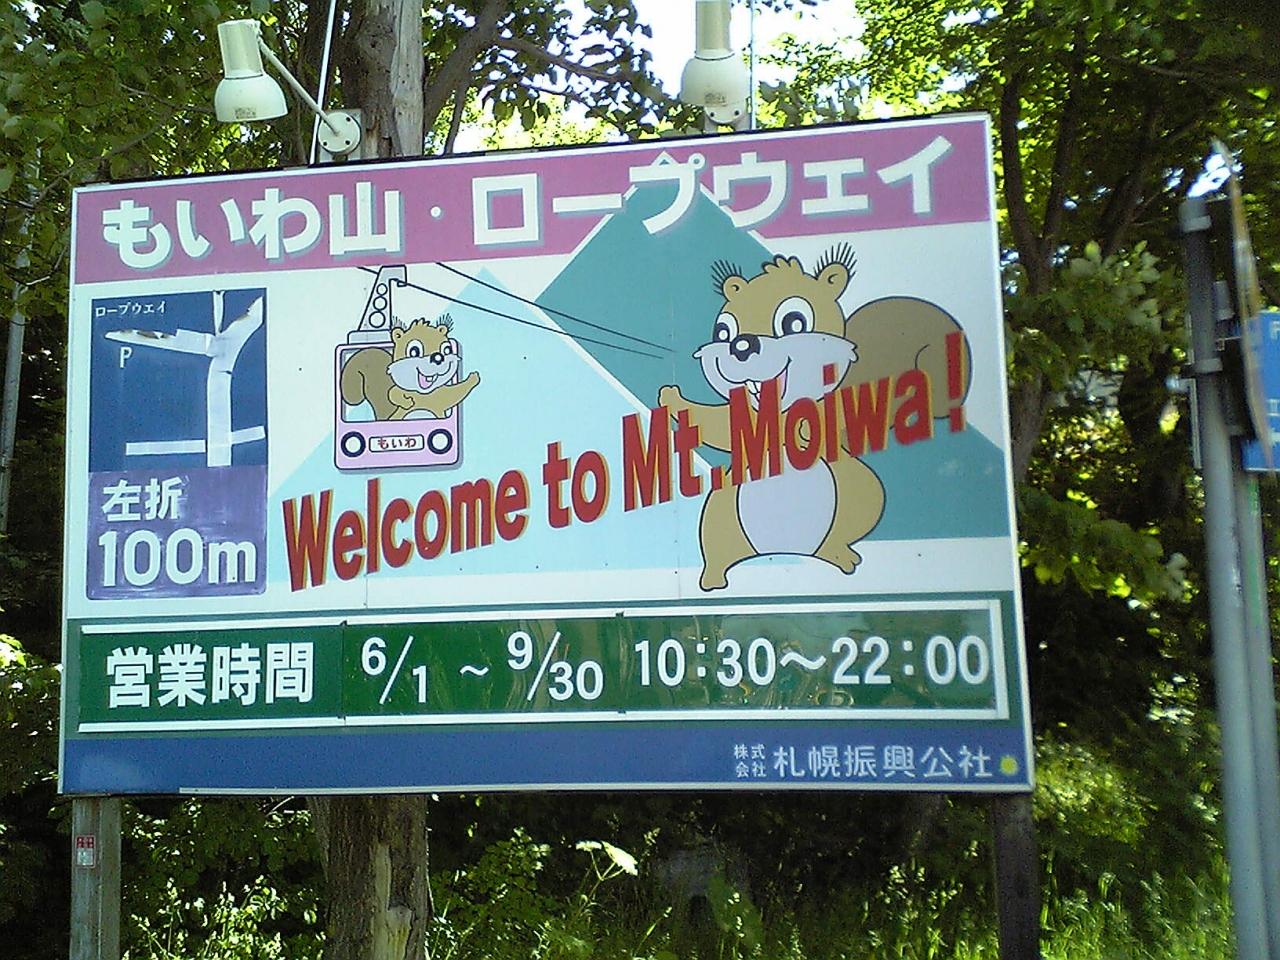 もいわ山・ロープウェイ
ロープウェイ
P
左折
100m
もいわ
Welcome to Mt.Moiwa!
営業時間 6/1 ~ 9/30 10:30~22:00
株式会社 札幌振興公社